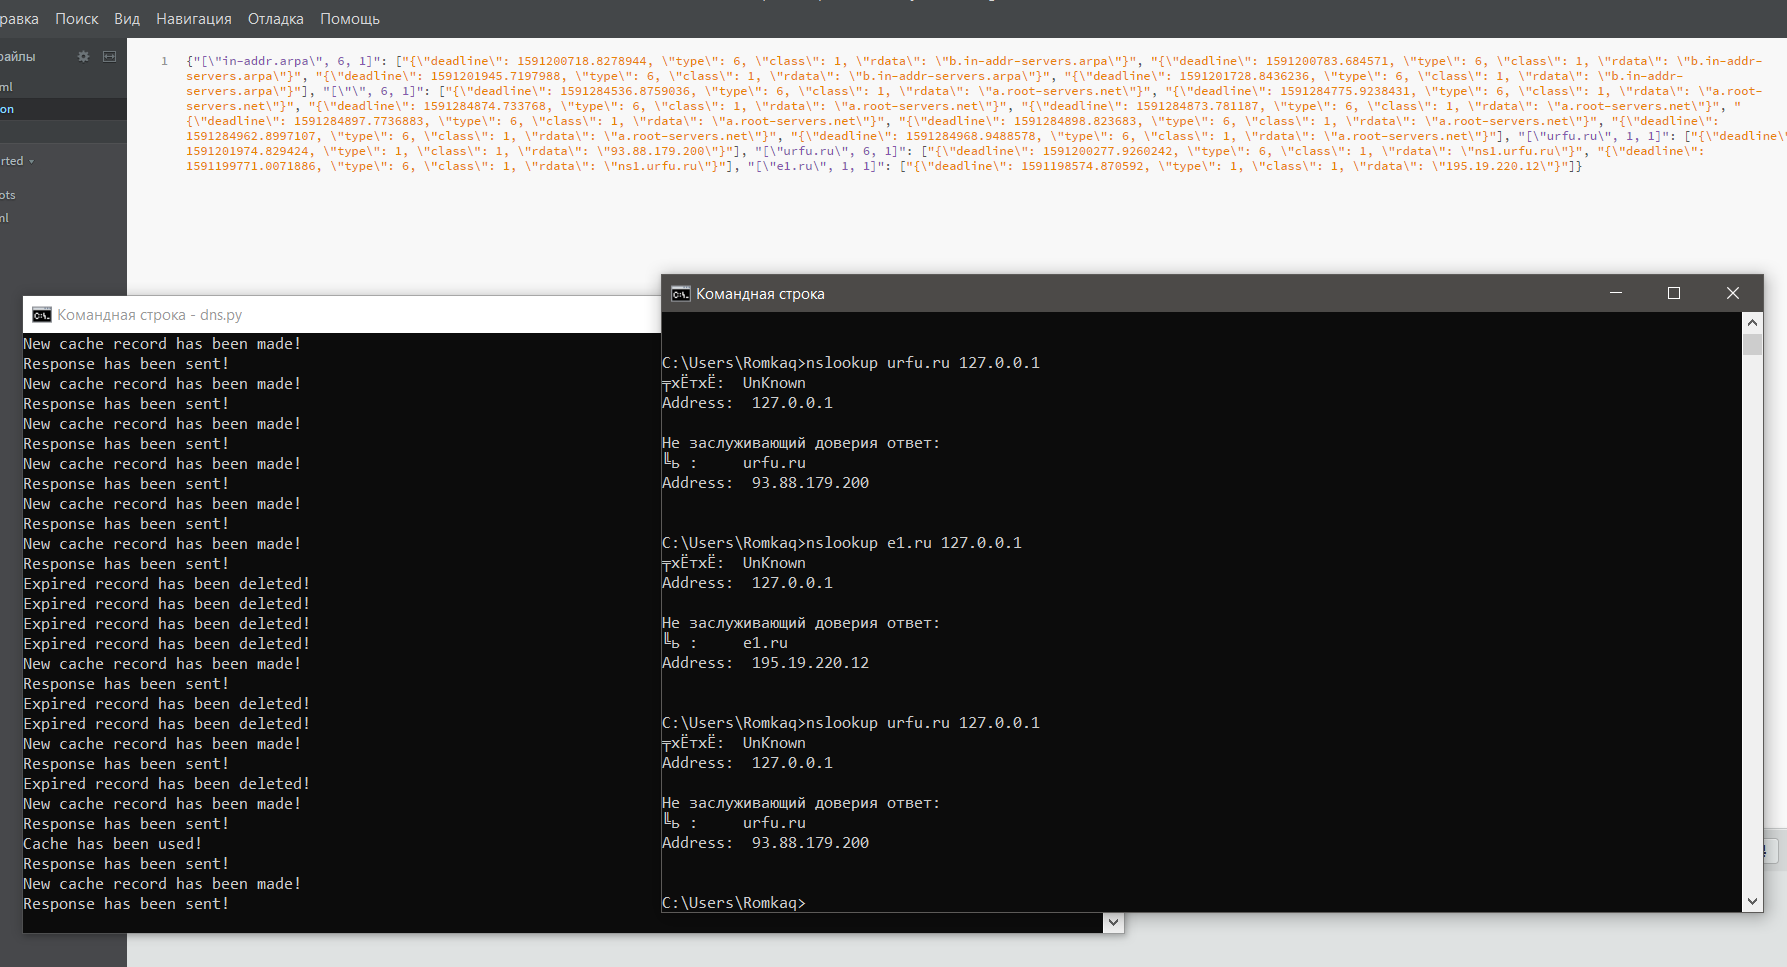 равка Поиск Вид Навигация Отладка Помощь
райлы
ml
on
rted
ots
ml
1 {"[\"in-addr.arpa\", 6, 1]": ["{\"deadline\": 1591200718.8278944, \"type\": 6, \"class\": 1, \"rdata\": \"b.in-addr-servers.arpa\"}", "{\"deadline\": 1591200783.684571, \"type\": 6, \"class\": 1, \"rdata\": \"b.in-addr-
servers.arpa\"}", "{\"deadline\": 1591201945.7197988, \"type\": 6, \"class\": 1, \"rdata\": \"b.in-addr-servers.arpa\"}", "{\"deadline\": 1591201728.8436236, \"type\": 6, \"class\": 1, \"rdata\": \"b.in-addr-
servers.arpa\"}"], "[\"\", 6, 1]": ["{\"deadline\": 1591284536.8759036, \"type\": 6, \"class\": 1, \"rdata\": \"a.root-servers.net\"}", "{\"deadline\": 1591284775.9238431, \"type\": 6, \"class\": 1, \"rdata\": \"a.root-
servers.net\"}", "{\"deadline\": 1591284874.733768, \"type\": 6, \"class\": 1, \"rdata\": \"a.root-servers.net\"}", "{\"deadline\": 1591284873.781187, \"type\": 6, \"class\": 1, \"rdata\": \"a.root-servers.net\"}", "
{\"deadline\": 1591284897.7736883, \"type\": 6, \"class\": 1, \"rdata\": \"a.root-servers.net\"}", "{\"deadline\": 1591284898.823683, \"type\": 6, \"class\": 1, \"rdata\": \"a.root-servers.net\"}", "{\"deadline\":
1591284962.8997107, \"type\": 6, \"class\": 1, \"rdata\": \"a.root-servers.net\"}", "{\"deadline\": 1591284968.9488578, \"type\": 6, \"class\": 1, \"rdata\": \"a.root-servers.net\"}"], "[\"urfu.ru\", 1, 1]": ["{\"deadline\"
1591201974.829424, \"type\": 1, \"class\": 1, \"rdata\": \"93.88.179.200\"}"], "[\"urfu.ru\", 6, 1]": ["{\"deadline\": 1591200277.9260242, \"type\": 6, \"class\": 1, \"rdata\": \"ns1.urfu.ru\"}", "{\"deadline\":
1591199771.0071886, \"type\": 6, \"class\": 1, \"rdata\": \"ns1.urfu.ru\"}"], "[\"e1.ru\", 1, 1]": ["{\"deadline\": 1591198574.870592, \"type\": 1, \"class\": 1, \"rdata\": \"195.19.220.12\"}"]}
Командная строка - dns.py
New cache record has been made!
Response has been sent!
New cache record has been made!
Response has been sent!
New cache record has been made!
Response has been sent!
New cache record has been made!
Response has been sent!
New cache record has been made!
Response has been sent!
New cache record has been made!
Response has been sent!
Expired record has been deleted!
Expired record has been deleted!
Expired record has been deleted!
Expired record has been deleted!
New cache record has been made!
Response has been sent!
Expired record has been deleted!
Expired record has been deleted!
New cache record has been made!
Response has been sent!
Expired record has been deleted!
New cache record has been made!
Response has been sent!
Cache has been used!
Response has been sent!
New cache record has been made!
Response has been sent!
Командная строка
C:\Users\Romkaq>nslookup urfu.ru 127.0.0.1
╤хЁтхЁ: UnKnown
Address: 127.0.0.1
Не заслуживающий доверия ответ:
╚ь : urfu.ru
Address: 93.88.179.200
C:\Users\Romkaq>nslookup e1.ru 127.0.0.1
╤хЁтхЁ: UnKnown
Address: 127.0.0.1
Не заслуживающий доверия ответ:
╚ь : e1.ru
Address: 195.19.220.12
C:\Users\Romkaq>nslookup urfu.ru 127.0.0.1
╤хЁтхЁ: UnKnown
Address: 127.0.0.1
Не заслуживающий доверия ответ:
╚ь : urfu.ru
Address: 93.88.179.200
C:\Users\Romkaq>